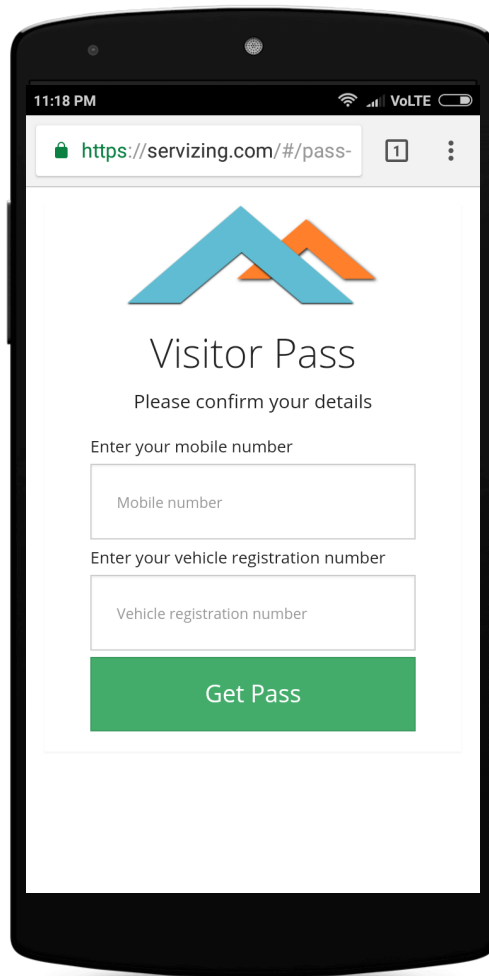 11:18 PM VoLTE
https://servizing.com/#/pass- 1
Visitor Pass
Please confirm your details
Enter your mobile number
Mobile number
Enter your vehicle registration number
Vehicle registration number
Get Pass